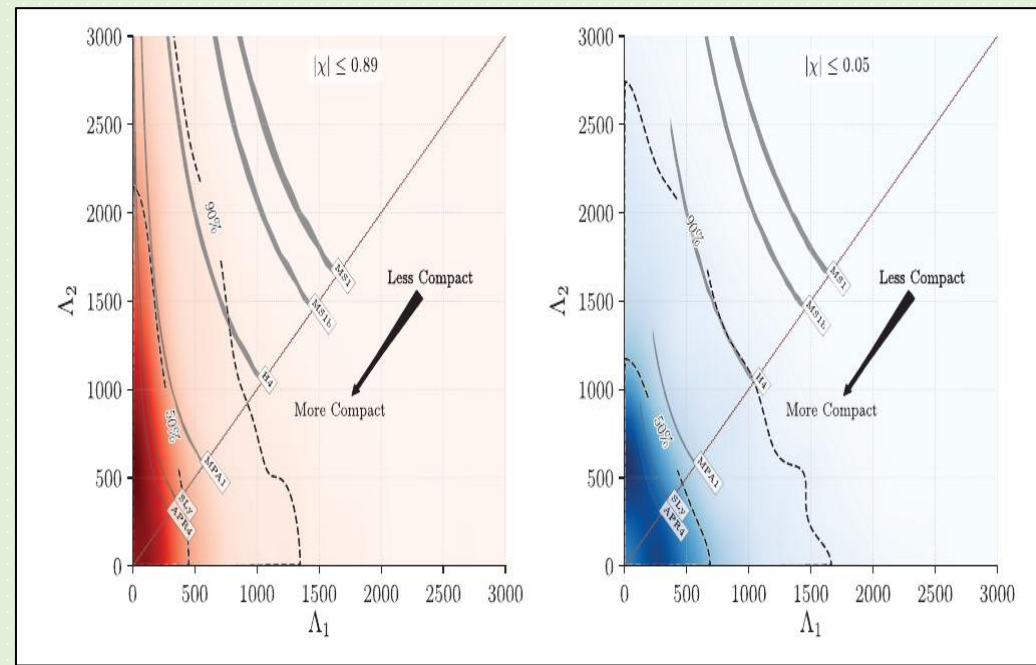 3000
2500
2000
1500
1000
500
0
Λ₂
0
500
1000
1500
2000
2500
3000
Λ₁
|χ| ≤ 0.89
50%
90%
MS1
MS1b
H4
MPA1
SLy
APR4
Less Compact
More Compact
3000
2500
2000
1500
1000
500
0
Λ₂
0
500
1000
1500
2000
2500
3000
Λ₁
|χ| ≤ 0.05
50%
90%
MS1
MS1b
H4
MPA1
SLy
APR4
Less Compact
More Compact